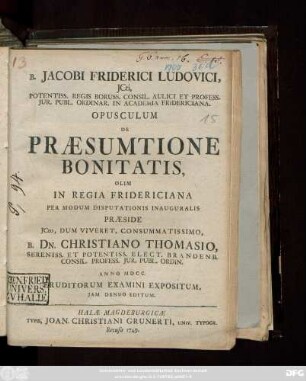 13
15
B. JACOBI FRIDERICI LUDOVICI,
JCti,
POTENTISS. REGIS BORUSS. CONSIL. AULICI ET PROFESS.
JUR. PUBL. ORDINAR. IN ACADEMIA FRIDERICIANA.
OPUSCULUM
DE
PRÆSUMTIONE
BONITATIS,
OLIM
IN REGIA FRIDERICIANA
PER MODUM DISPUTATIONIS INAUGURALIS
PRÆSIDE
JCto, DUM VIVERET, CONSUMMATISSIMO,
B. DN. CHRISTIANO THOMASIO,
SERENISS. ET POTENTISS. ELECT. BRANDENB.
CONSIL. PROFESS. JUR. PUBL. ORDIN.
ANNO MDCC.
ERUDITORUM EXAMINI EXPOSITUM,
JAM DENUO EDITUM.
HALÆ MAGDEBURGICÆ
TYPIS, JOAN. CHRISTIANI GRUNERTI, UNIV. TYPOGR.